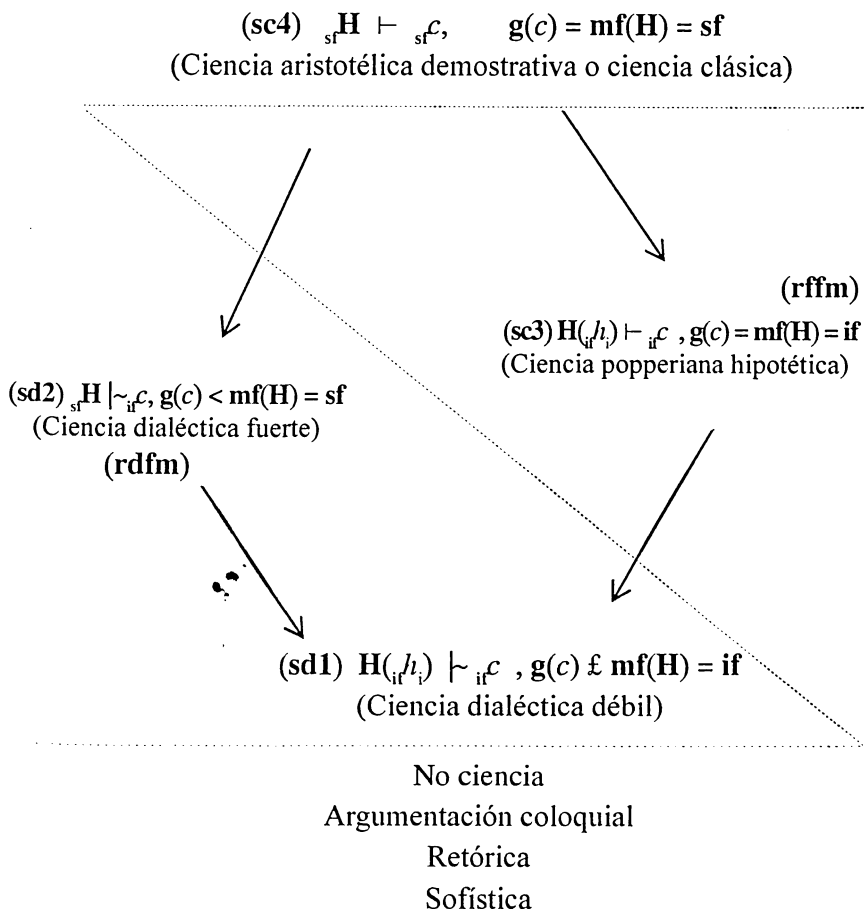 (sc4) sfH ⊢ sfc, g(c) = mf(H) = sf
(Ciencia aristotélica demostrativa o ciencia clásica)
(rffm)
(sc3) H(ifhi) ⊢ ifc , g(c) = mf(H) = if
(Ciencia popperiana hipotética)
(sd2) sfH |~ifc, g(c) < mf(H) = sf
(Ciencia dialéctica fuerte)
(rdfm)
(sd1) H(ifhi) |~ ifc , g(c) £ mf(H) = if
(Ciencia dialéctica débil)
No ciencia
Argumentación coloquial
Retórica
Sofística